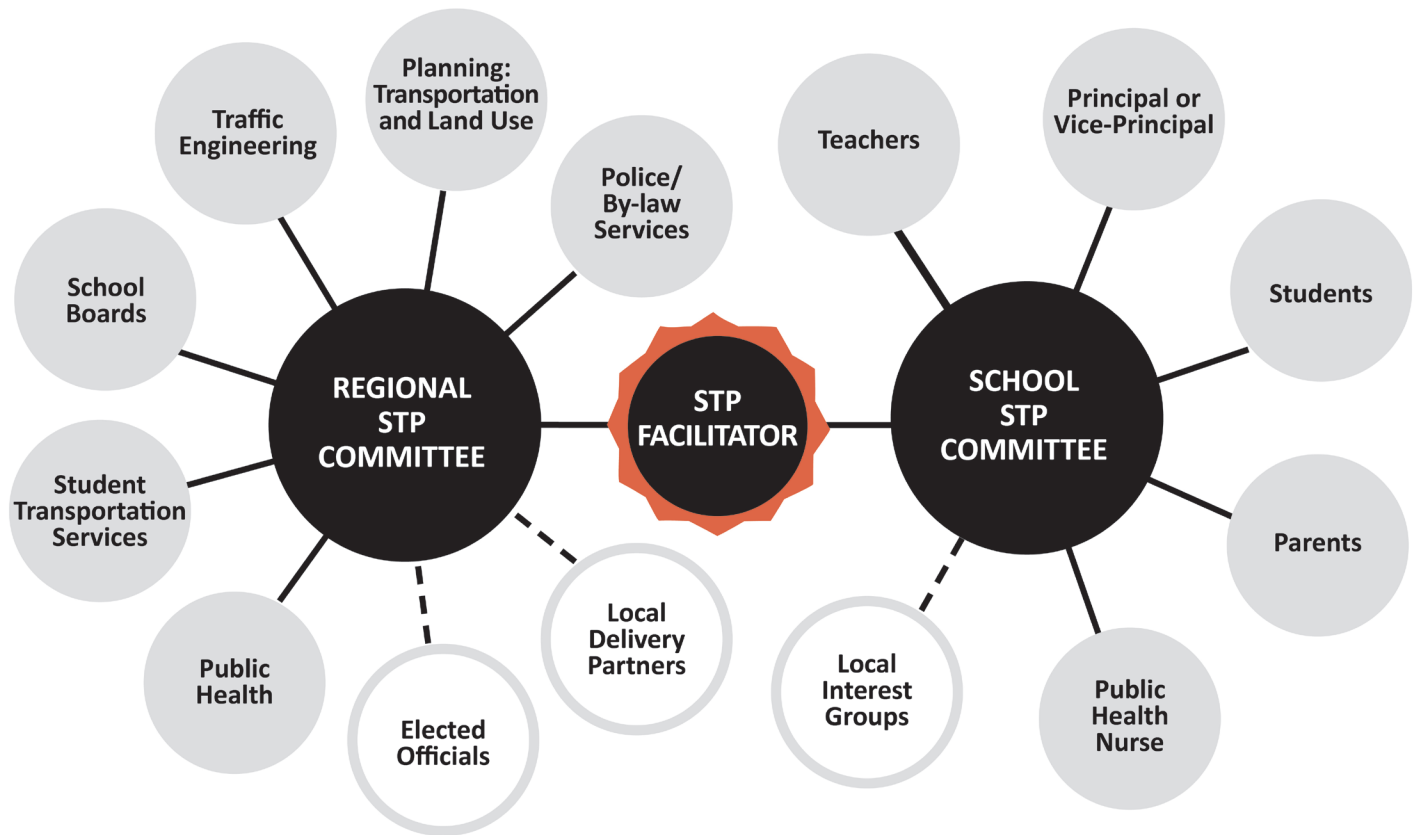 Planning:
Transportation
and Land Use
Traffic
Engineering
Police/
By-law
Services
School
Boards
Student
Transportation
Services
Public
Health
Elected
Officials
Local
Delivery
Partners
REGIONAL
STP
COMMITTEE
STP
FACILITATOR
SCHOOL
STP
COMMITTEE
Teachers
Principal or
Vice-Principal
Students
Parents
Public
Health
Nurse
Local
Interest
Groups